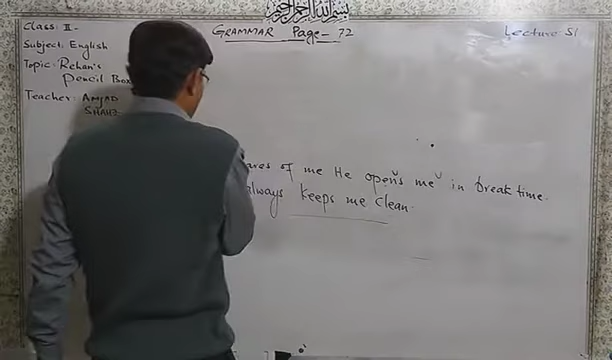 بسم الله الرحمن الرحيم
Class: II.
GRAMMAR Page- 72
Lecture- 51
Subject: English
Topic: Rehan's
Pencil Box
Teacher: AMJAD
ares of me He opens me in break time.
always keeps me clean.